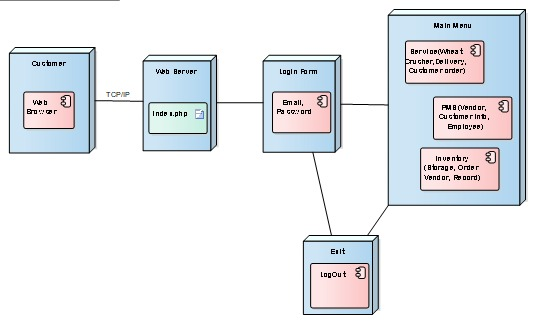 Customer
Web
Browser
TCP/IP
Web Server
Index.php
Login Form
Email,
Password
Main Menu
Service(Wheat
Crucher,Delivery,
Customer order)
PMS(Vendor,
Customer Info,
Employee)
Inventory
(Storage, Order
Vendor, Record)
Exit
LogOut